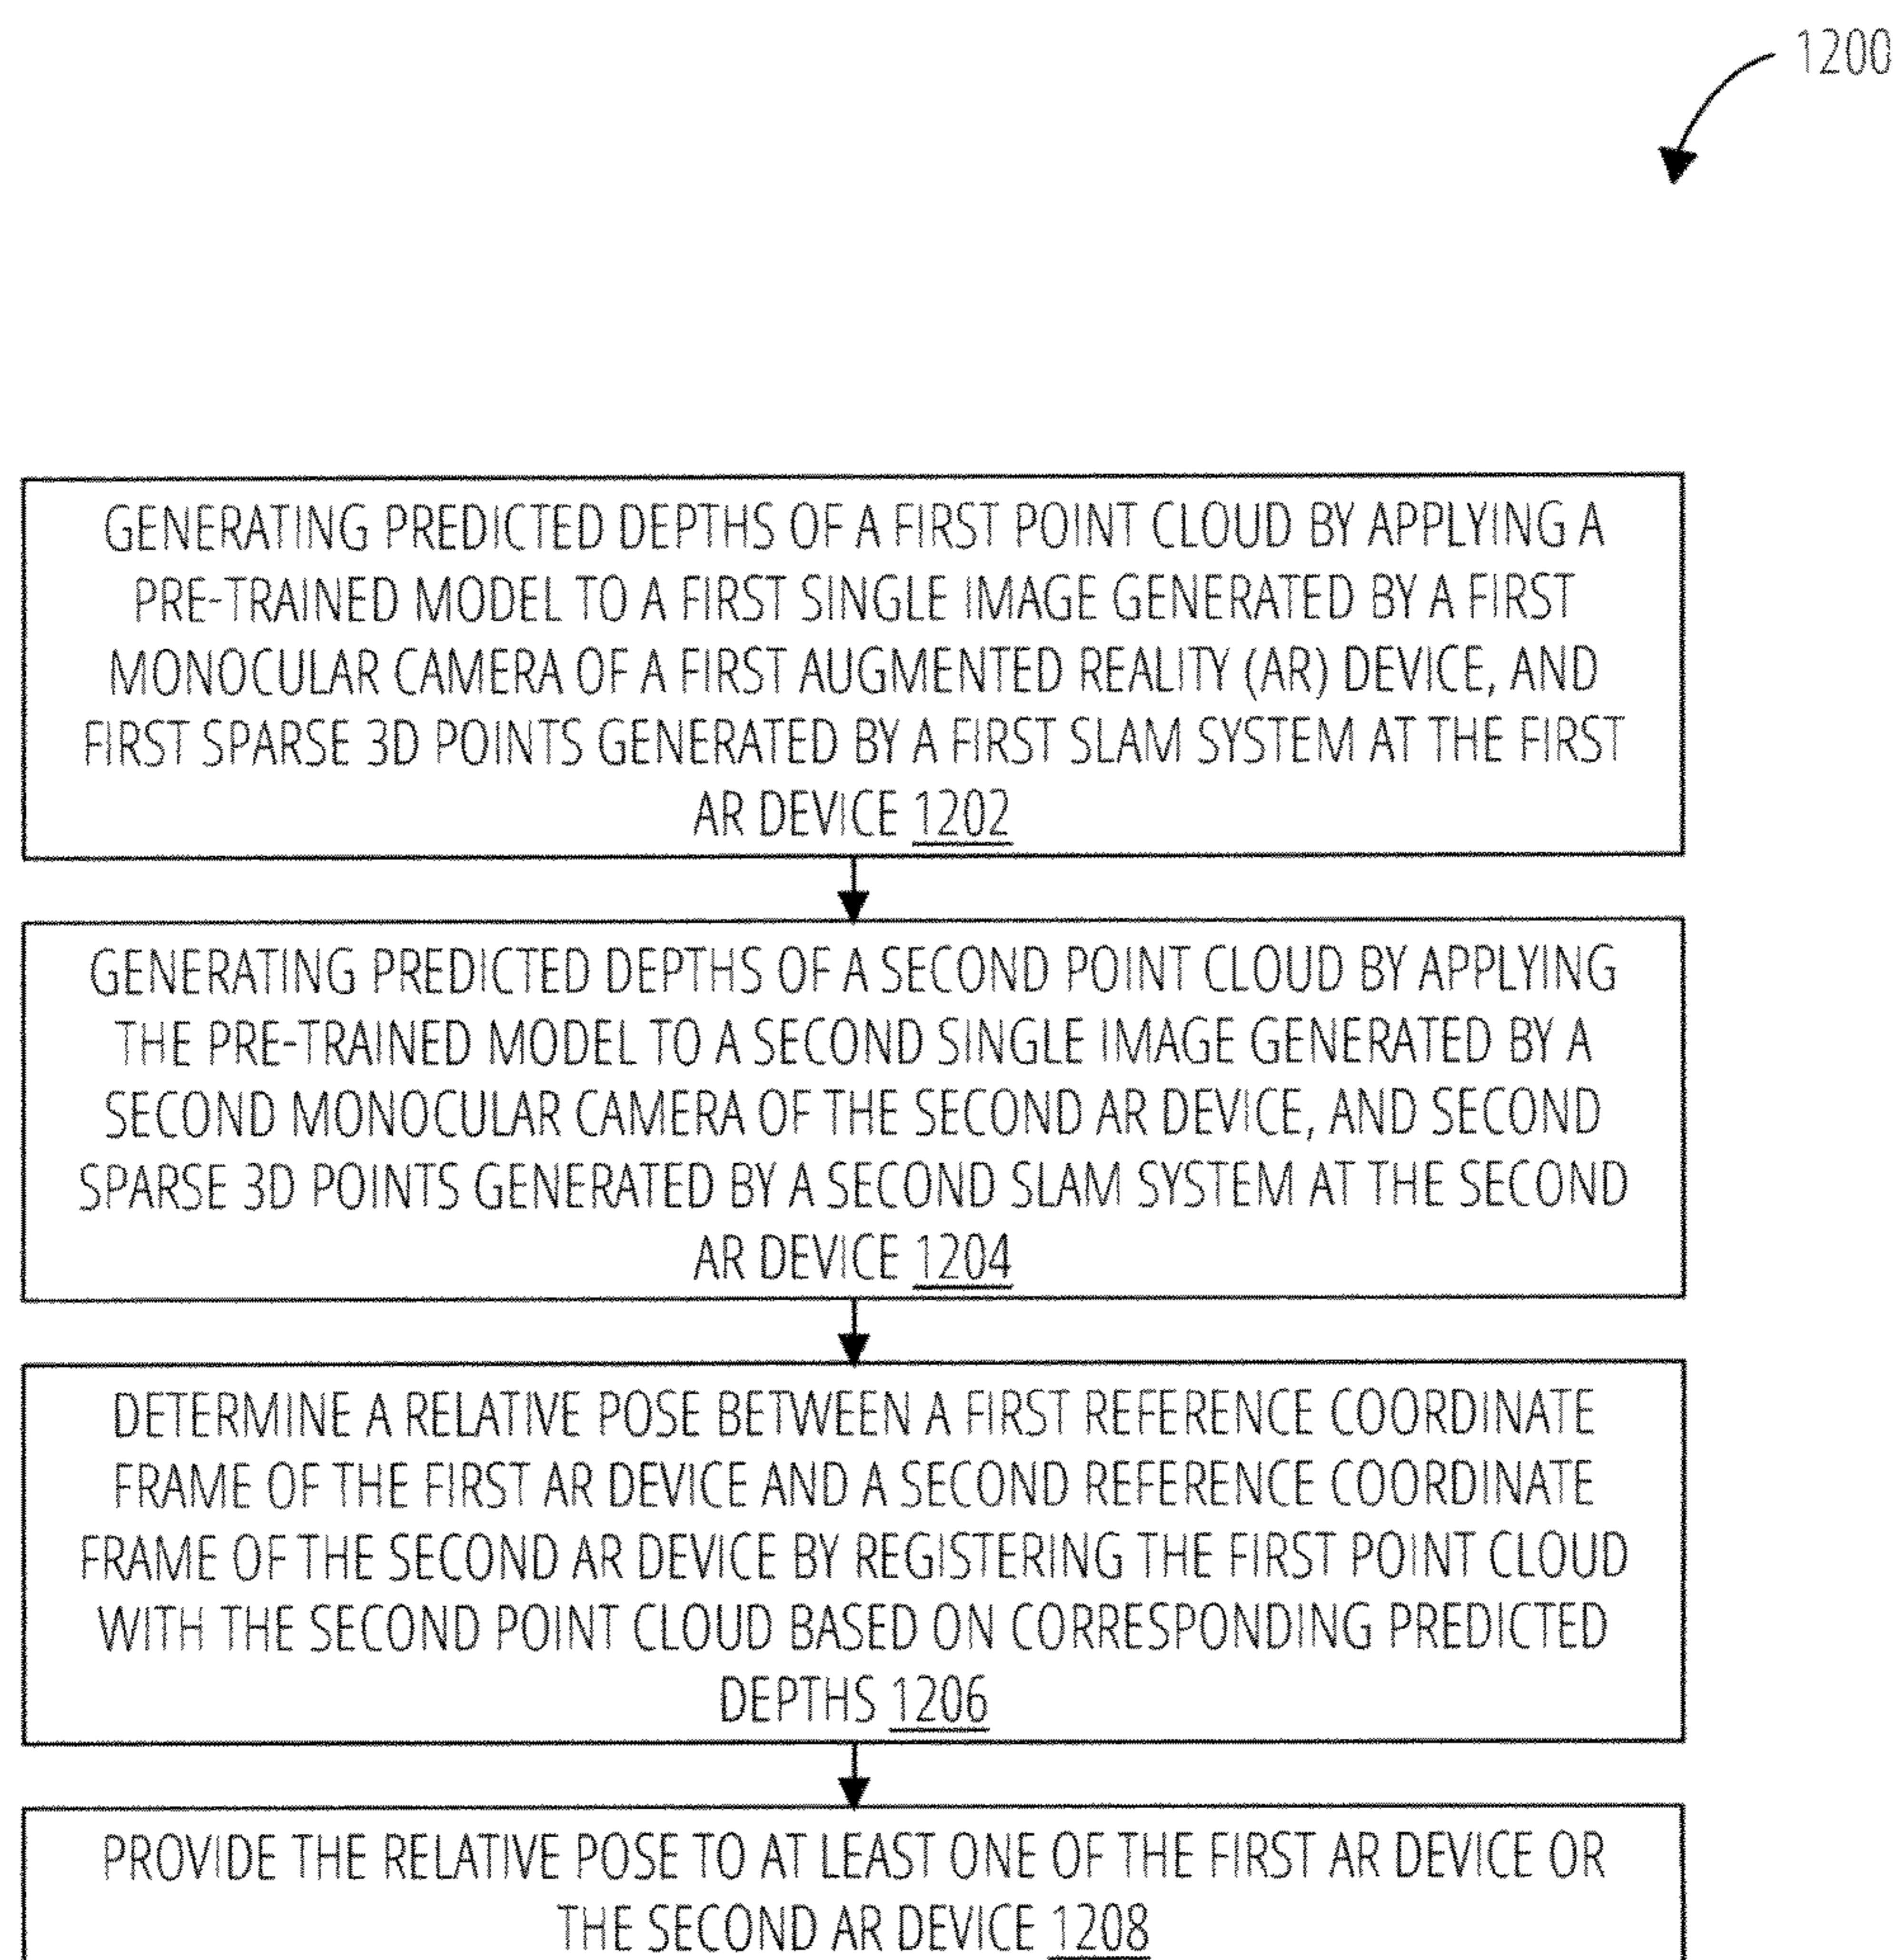 1200
GENERATING PREDICTED DEPTHS OF A FIRST POINT CLOUD BY APPLYING A
PRE-TRAINED MODEL TO A FIRST SINGLE IMAGE GENERATED BY A FIRST
MONOCULAR CAMERA OF A FIRST AUGMENTED REALITY (AR) DEVICE, AND
FIRST SPARSE 3D POINTS GENERATED BY A FIRST SLAM SYSTEM AT THE FIRST
AR DEVICE 1202
GENERATING PREDICTED DEPTHS OF A SECOND POINT CLOUD BY APPLYING
THE PRE-TRAINED MODEL TO A SECOND SINGLE IMAGE GENERATED BY A
SECOND MONOCULAR CAMERA OF THE SECOND AR DEVICE, AND SECOND
SPARSE 3D POINTS GENERATED BY A SECOND SLAM SYSTEM AT THE SECOND
AR DEVICE 1204
DETERMINE A RELATIVE POSE BETWEEN A FIRST REFERENCE COORDINATE
FRAME OF THE FIRST AR DEVICE AND A SECOND REFERENCE COORDINATE
FRAME OF THE SECOND AR DEVICE BY REGISTERING THE FIRST POINT CLOUD
WITH THE SECOND POINT CLOUD BASED ON CORRESPONDING PREDICTED
DEPTHS 1206
PROVIDE THE RELATIVE POSE TO AT LEAST ONE OF THE FIRST AR DEVICE OR
THE SECOND AR DEVICE 1208